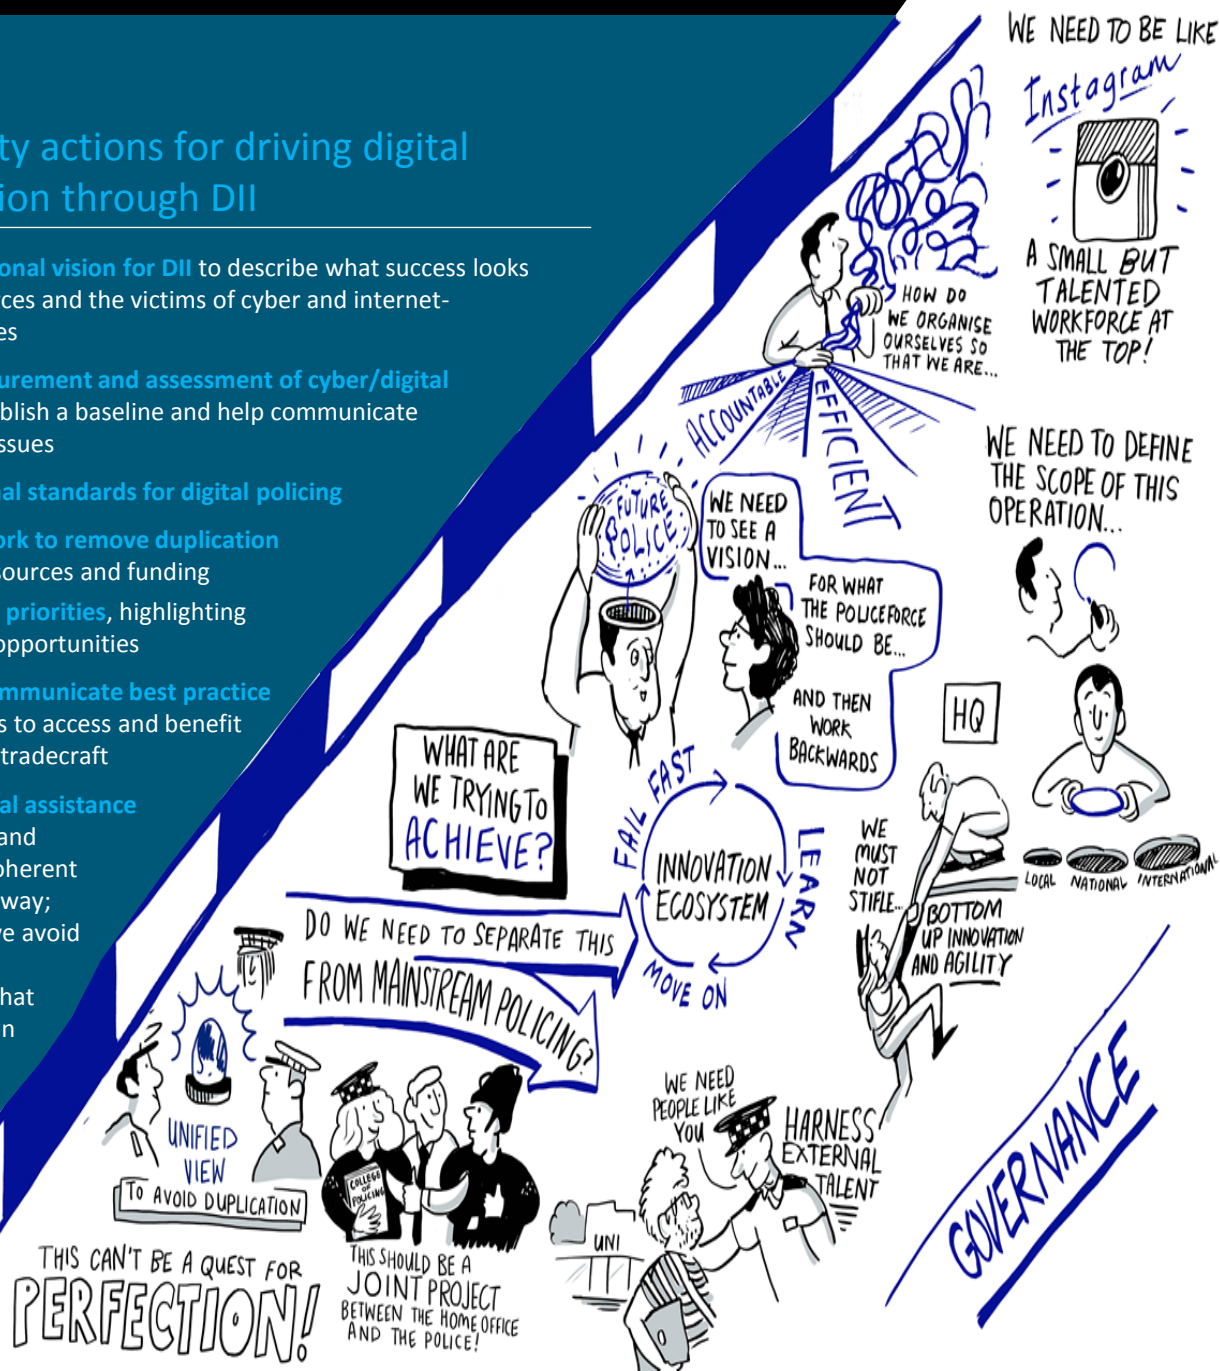 ty actions for driving digital
ion through DII
onal vision for DII to describe what success looks
rces and the victims of cyber and internet-
es
urement and assessment of cyber/digital
blish a baseline and help communicate
ssues
nal standards for digital policing
ork to remove duplication
sources and funding
priorities, highlighting
opportunities
ommunicate best practice
s to access and benefit
tradecraft
al assistance
and
oherent
way;
ve avoid
hat
n
WE NEED TO BE LIKE
Instagram
A SMALL BUT
TALENTED
WORKFORCE AT
THE TOP!
HOW DO
WE ORGANISE
OURSELVES SO
THAT WE ARE...
ACCOUNTABLE
EFFICIENT
WE NEED TO DEFINE
THE SCOPE OF THIS
OPERATION...
LOCAL
NATIONAL
INTERNATIONAL
FUTURE
POLICE
WE NEED
TO SEE A
VISION...
FOR WHAT
THE POLICEFORCE
SHOULD BE...
AND THEN
WORK
BACKWARDS
HQ
WE
MUST
NOT
STIFLE...
BOTTOM
UP INNOVATION
AND AGILITY
WHAT ARE
WE TRYING TO
ACHIEVE?
FAIL FAST
LEARN
MOVE ON
INNOVATION
ECOSYSTEM
DO WE NEED TO SEPARATE THIS
FROM MAINSTREAM POLICING?
UNIFIED
VIEW
TO AVOID DUPLICATION
COLLEGE
OF
POLICING
THIS CAN'T BE A QUEST FOR
PERFECTION!
THIS SHOULD BE A
JOINT PROJECT
BETWEEN THE HOME OFFICE
AND THE POLICE!
UNI
WE NEED
PEOPLE LIKE
YOU
HARNESS
EXTERNAL
TALENT
GOVERNANCE